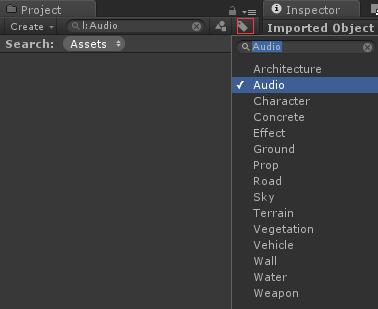 Project
Inspector
Create
l:Audio
Imported Object
Search: Assets
Audio
Architecture
Audio
Character
Concrete
Effect
Ground
Prop
Road
Sky
Terrain
Vegetation
Vehicle
Wall
Water
Weapon